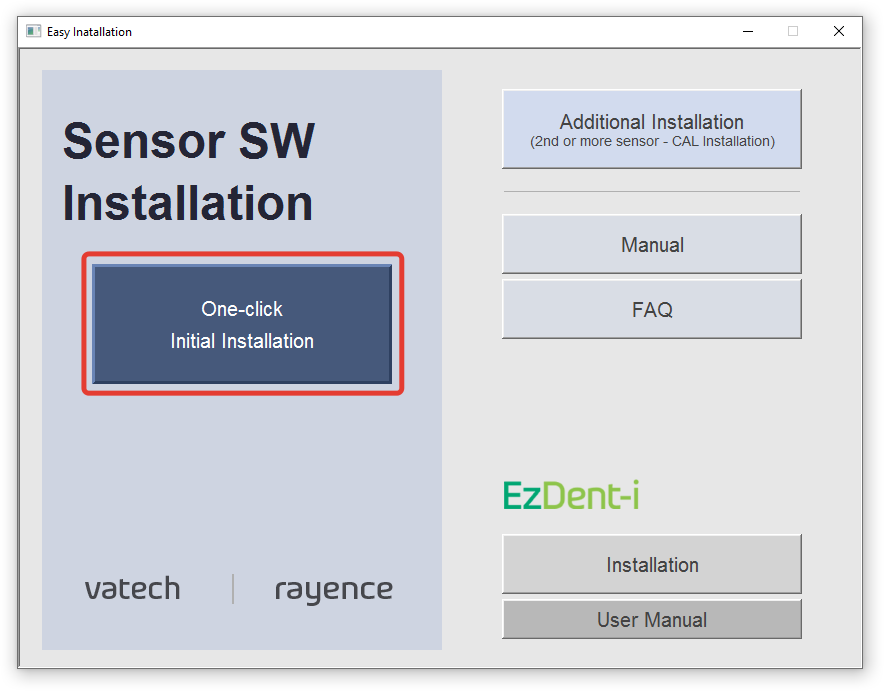 Easy Inatallation
Sensor SW
Installation
One-click
Initial Installation
vatech
rayence
Additional Installation
(2nd or more sensor - CAL Installation)
Manual
FAQ
EzDent-i
Installation
User Manual